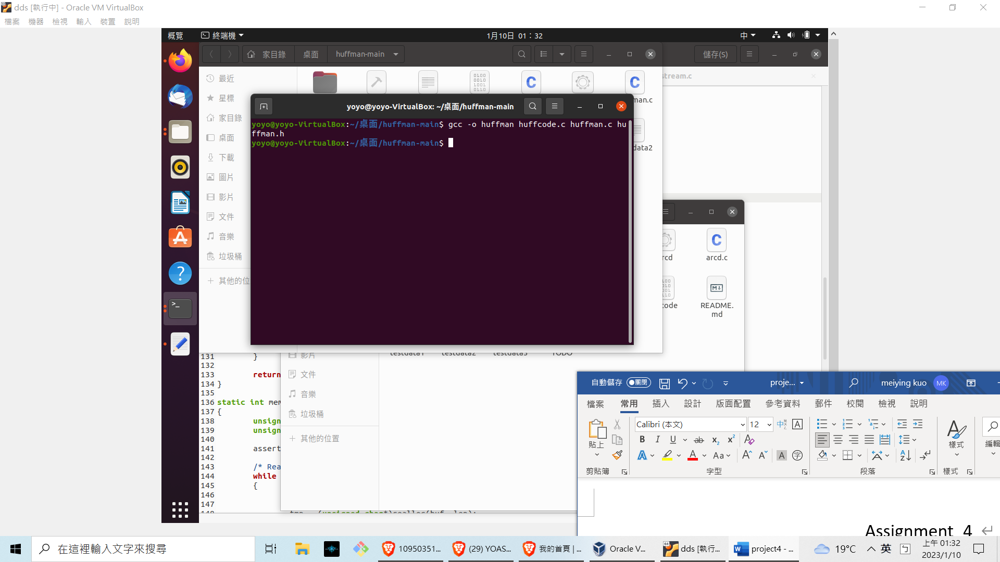 dds [執行中] - Oracle VM VirtualBox
檔案 機器 檢視 輸入 裝置 說明
概覽 終端機 1月10日 01：32 中
家目錄 桌面 huffman-main 儲存(S)
最近
星標
家目錄
桌面
下載
圖片
影片
文件
音樂
垃圾桶
其他的位
stream.c
man.c
data2
yoyo@yoyo-VirtualBox: ~/桌面/huffman-main
yoyo@yoyo-VirtualBox:~/桌面/huffman-main$ gcc -o huffman huffcode.c huffman.c hu
ffman.h
yoyo@yoyo-VirtualBox:~/桌面/huffman-main$
rcd arcd.c
code README.
md
testdata1 testdata2 testdata3 TODO
影片
文件
音樂
垃圾桶
其他的位置
131 }
132
133 return
134 }
135
136 static int mem
137 {
138 unsign
139 unsign
140
141 assert
142
143 /* Rea
144 while
145 {
146
147
148 tmp (unsigned char*)realloc(buf, len);
自動儲存 關閉 proje... meiying kuo MK
檔案 常用 插入 設計 版面配置 參考資料 郵件 校閱 檢視 說明
Calibri (本文) 12
貼上 樣式 編輯
剪貼簿 字型 段落 樣式
Assignment 4
在這裡輸入文字來搜尋 10950351... (29) YOAS... 我的首頁 | ... Oracle V... dds [執行... project4 - ... 19°C 英 上午 01:32
2023/1/10